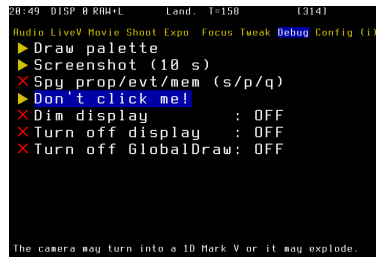 20:49 DISP 0 RAW+L Land. T=158 [314]
Audio LiveV Movie Shoot Expo Focus Tweak Debug Config (i)
Draw palette
Screenshot (10 s)
Spy prop/evt/mem (s/p/q)
Don't click me!
Dim display : OFF
Turn off display : OFF
Turn off GlobalDraw: OFF
The camera may turn into a 1D Mark V or it may explode.